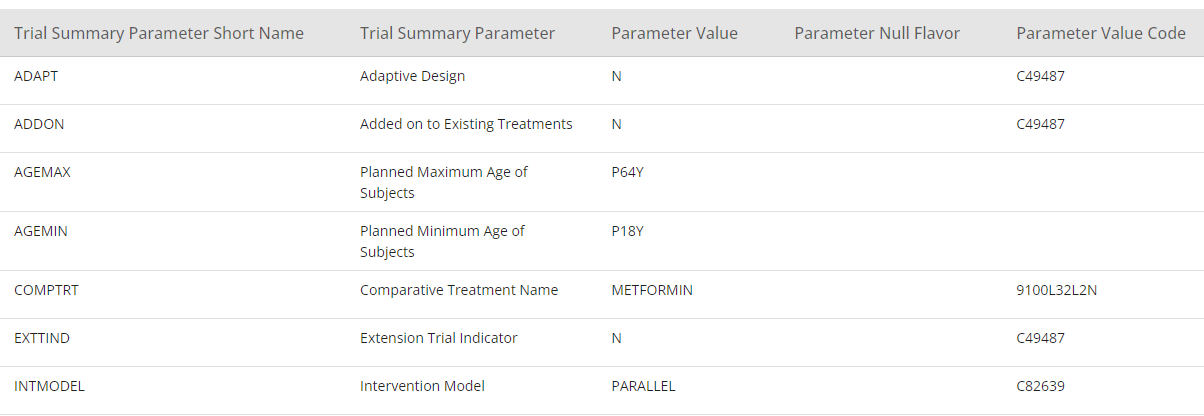 Trial Summary Parameter Short Name Trial Summary Parameter Parameter Value Parameter Null Flavor Parameter Value Code
ADAPT Adaptive Design N C49487
ADDON Added on to Existing Treatments N C49487
AGEMAX Planned Maximum Age of P64Y
Subjects
AGEMIN Planned Minimum Age of P18Y
Subjects
COMPTRT Comparative Treatment Name METFORMIN 9100L32L2N
EXTTIND Extension Trial Indicator N C49487
INTMODEL Intervention Model PARALLEL C82639